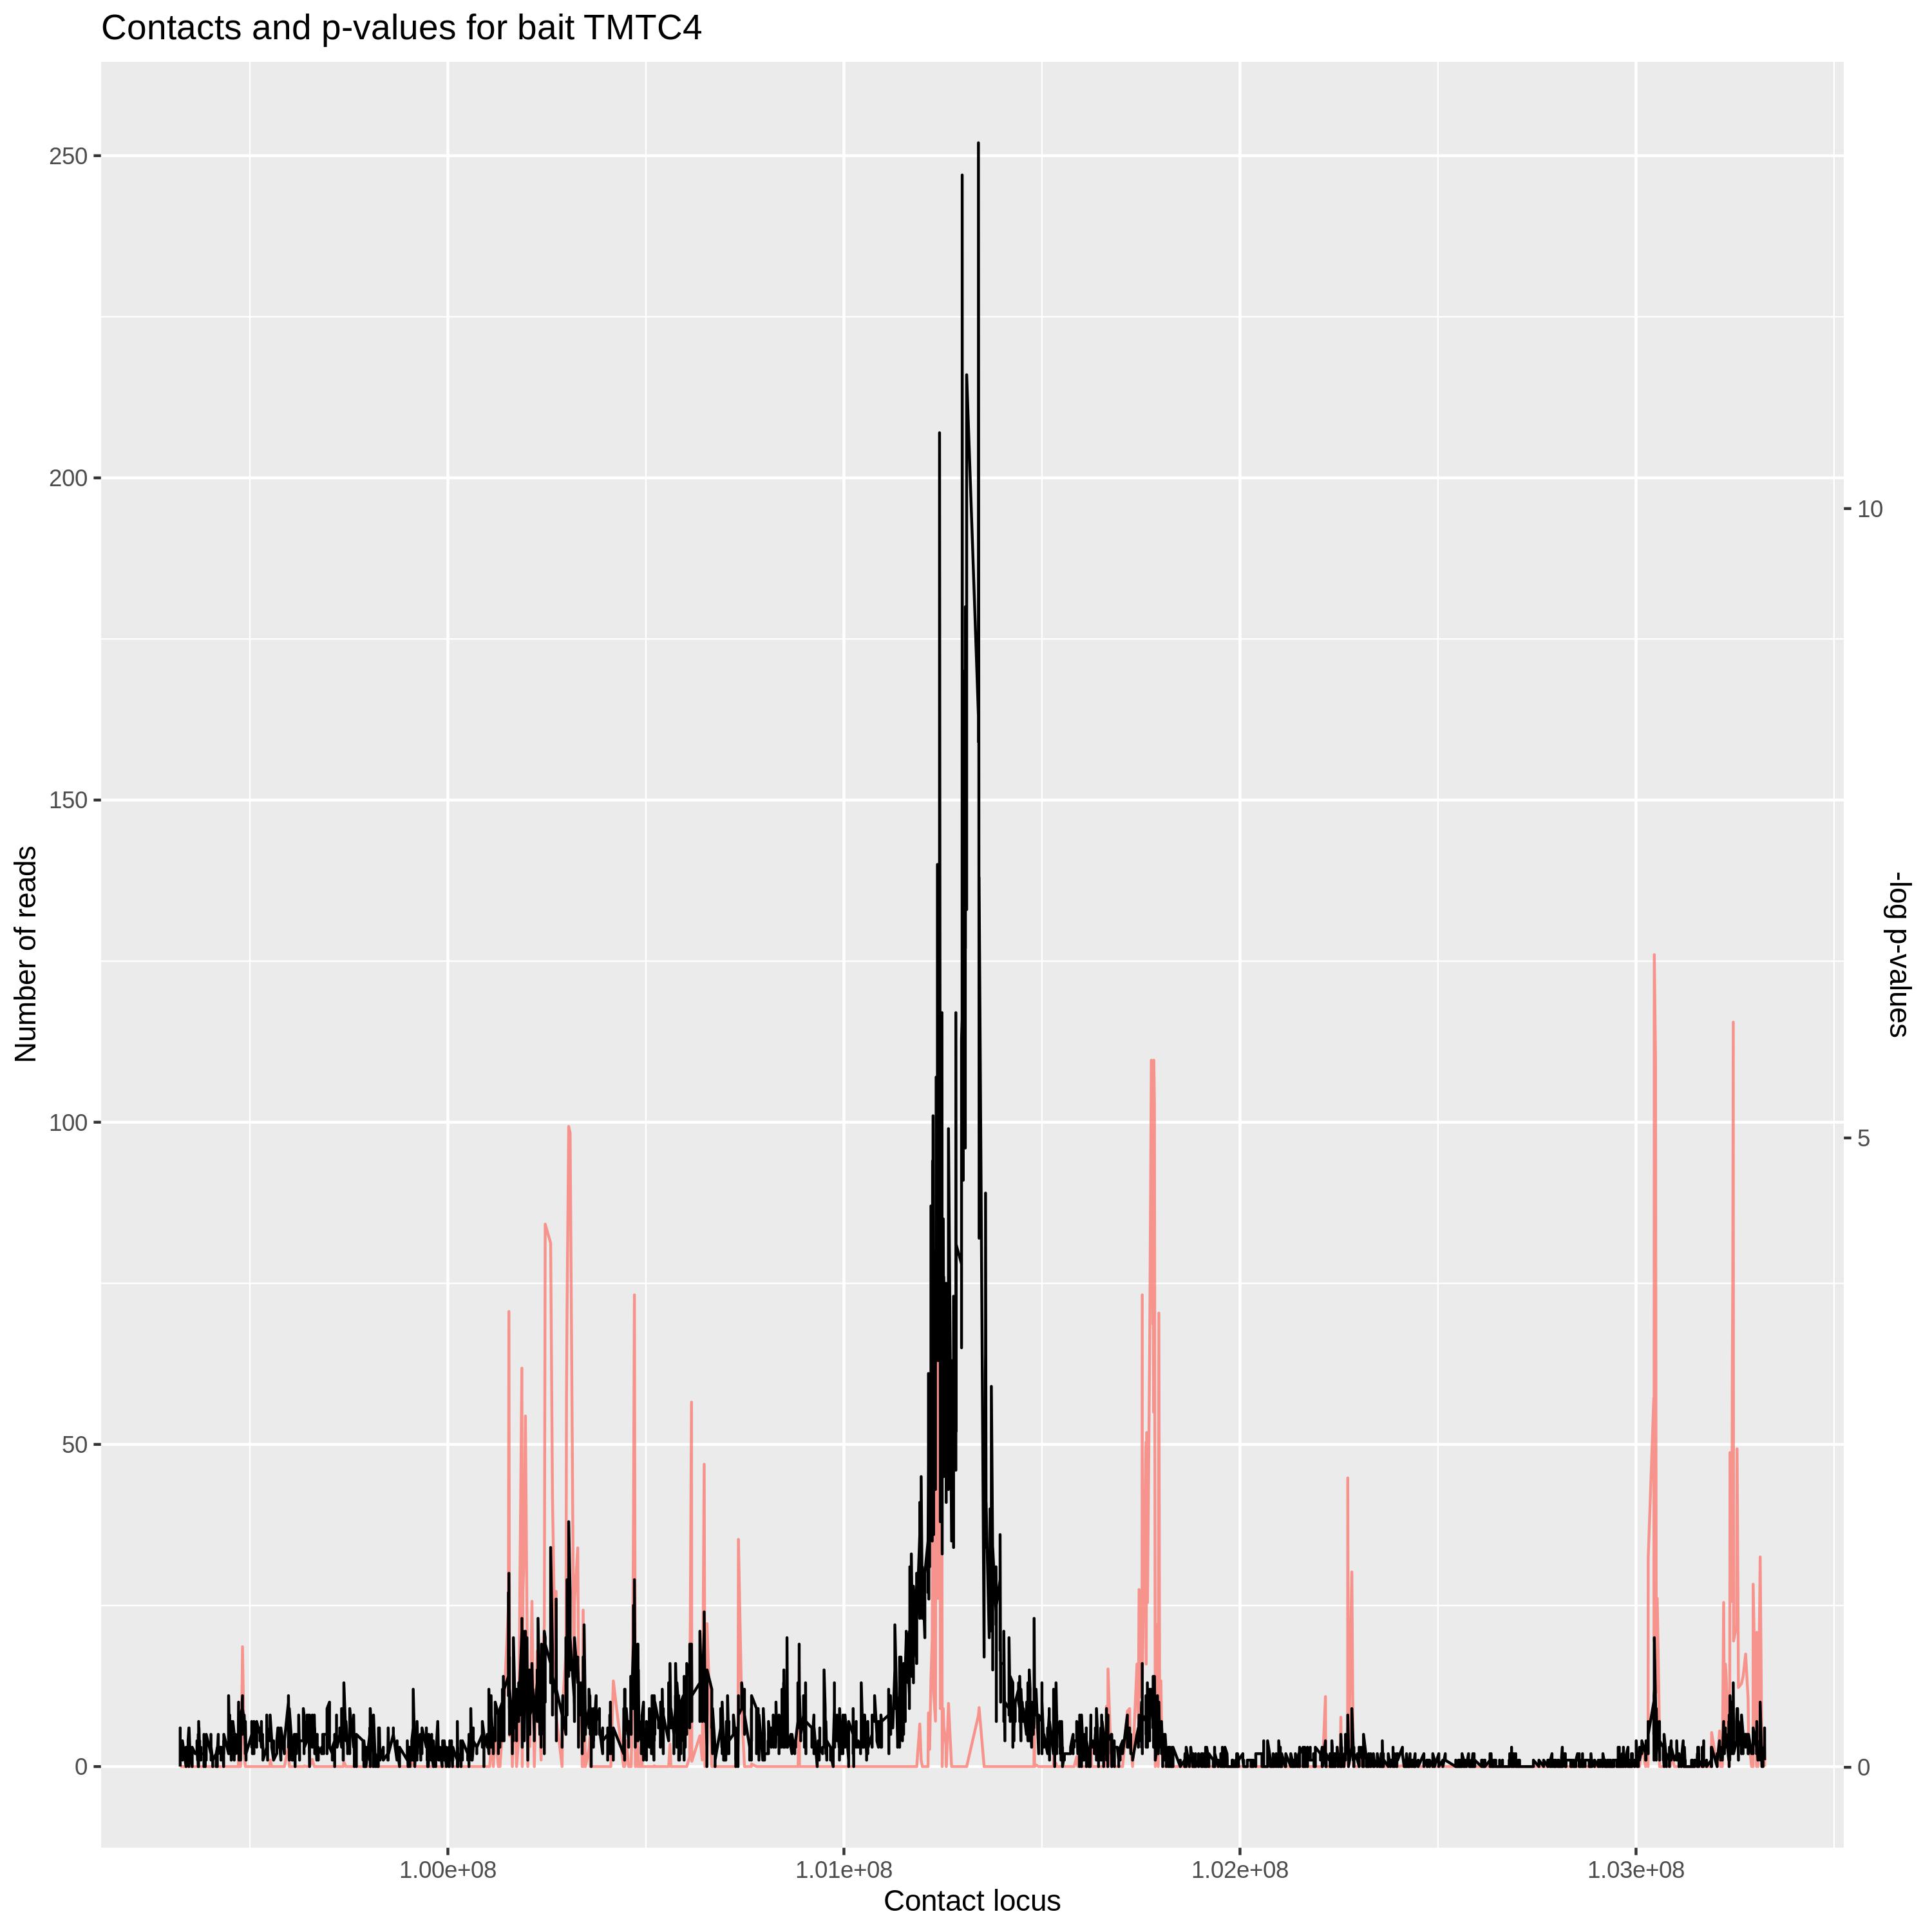 Contacts and p-values for bait TMTC4
250
200
150
100
50
0
Number of reads
10
5
0
-log p-values
1.00e+08
1.01e+08
1.02e+08
1.03e+08
Contact locus